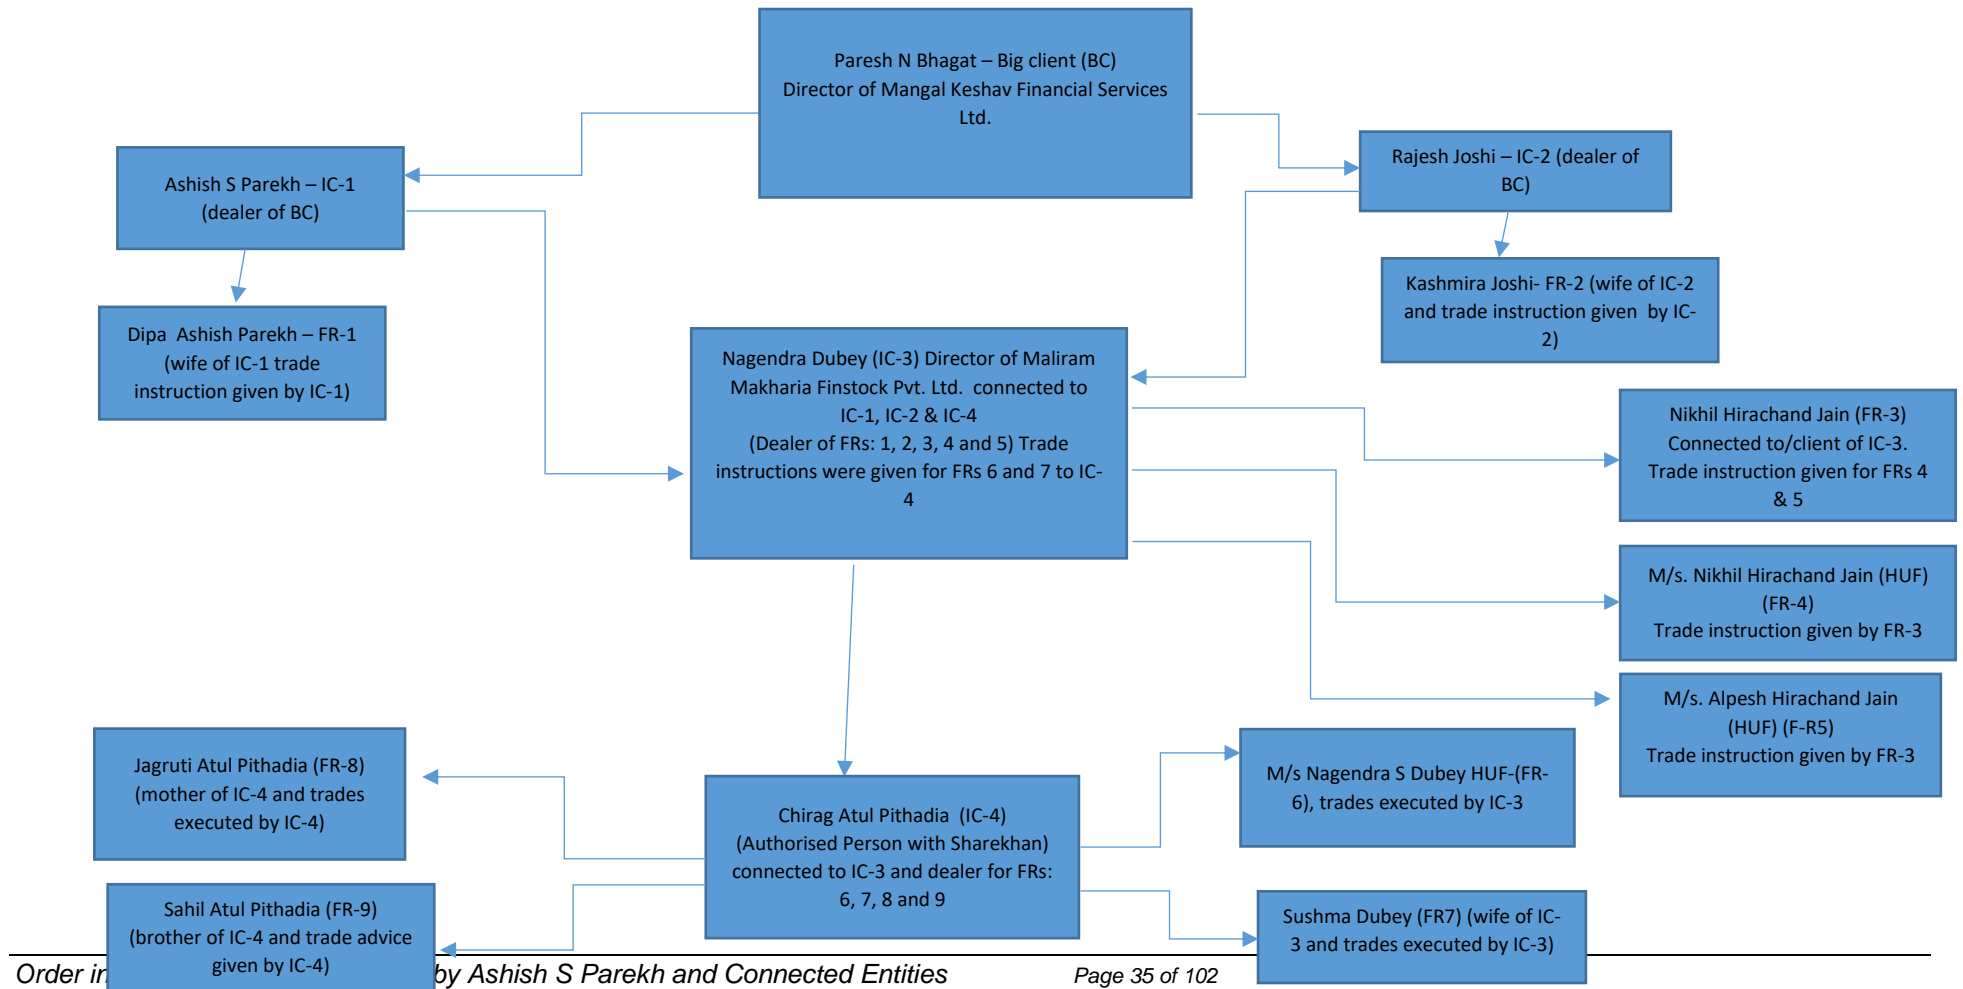 Paresh N Bhagat – Big client (BC)
Director of Mangal Keshav Financial Services
Ltd.
Ashish S Parekh – IC-1
(dealer of BC)
Rajesh Joshi – IC-2 (dealer of
BC)
Dipa  Ashish Parekh – FR-1
(wife of IC-1 trade
instruction given by IC-1)
Kashmira Joshi- FR-2 (wife of IC-2
and trade instruction given  by IC-
2)
Nagendra Dubey (IC-3) Director of Maliram
Makharia Finstock Pvt. Ltd.  connected to
IC-1, IC-2 & IC-4
(Dealer of FRs: 1, 2, 3, 4 and 5) Trade
instructions were given for FRs 6 and 7 to IC-
4
Nikhil Hirachand Jain (FR-3)
Connected to/client of IC-3.
Trade instruction given for FRs 4
& 5
M/s. Nikhil Hirachand Jain (HUF)
(FR-4)
Trade instruction given by FR-3
M/s. Alpesh Hirachand Jain
(HUF) (F-R5)
Trade instruction given by FR-3
Jagruti Atul Pithadia (FR-8)
(mother of IC-4 and trades
executed by IC-4)
Chirag Atul Pithadia  (IC-4)
(Authorised Person with Sharekhan)
connected to IC-3 and dealer for FRs:
6, 7, 8 and 9
M/s Nagendra S Dubey HUF-(FR-
6), trades executed by IC-3
Sahil Atul Pithadia (FR-9)
(brother of IC-4 and trade advice
given by IC-4)
Sushma Dubey (FR7) (wife of IC-
3 and trades executed by IC-3)
Order in by Ashish S Parekh and Connected Entities Page 35 of 102